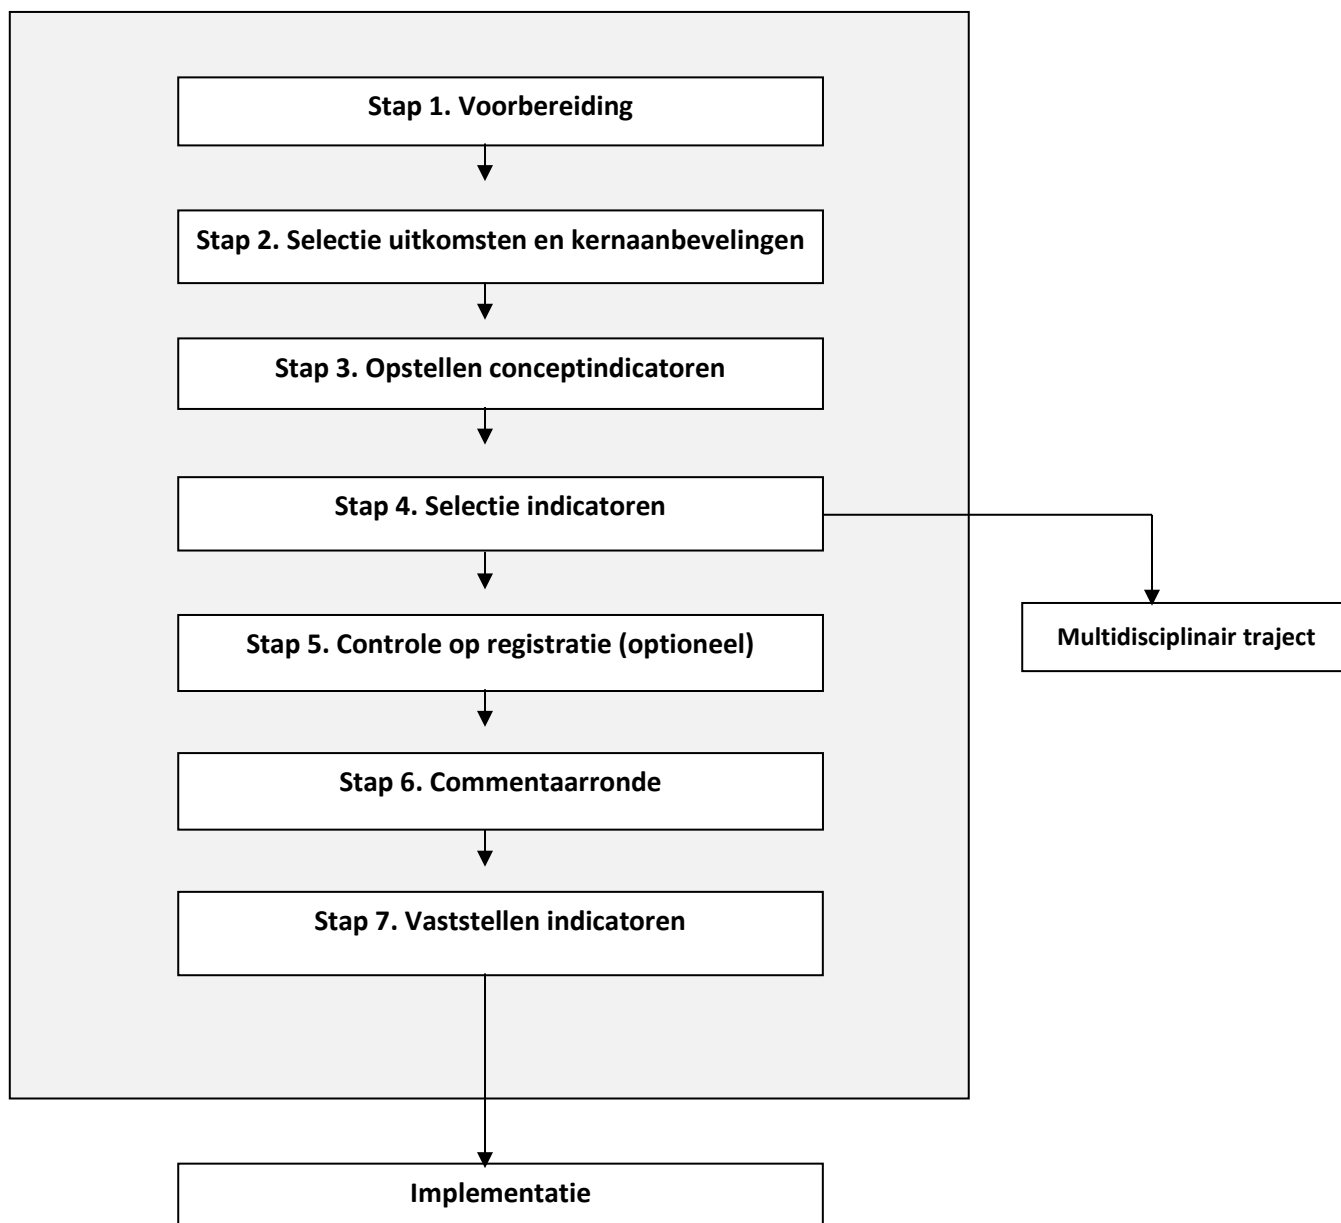 Stap 1. Voorbereiding
Stap 2. Selectie uitkomsten en kernaanbevelingen
Stap 3. Opstellen conceptindicatoren
Stap 4. Selectie indicatoren
Stap 5. Controle op registratie (optioneel)
Multidisciplinair traject
Stap 6. Commentaarronde
Stap 7. Vaststellen indicatoren
Implementatie